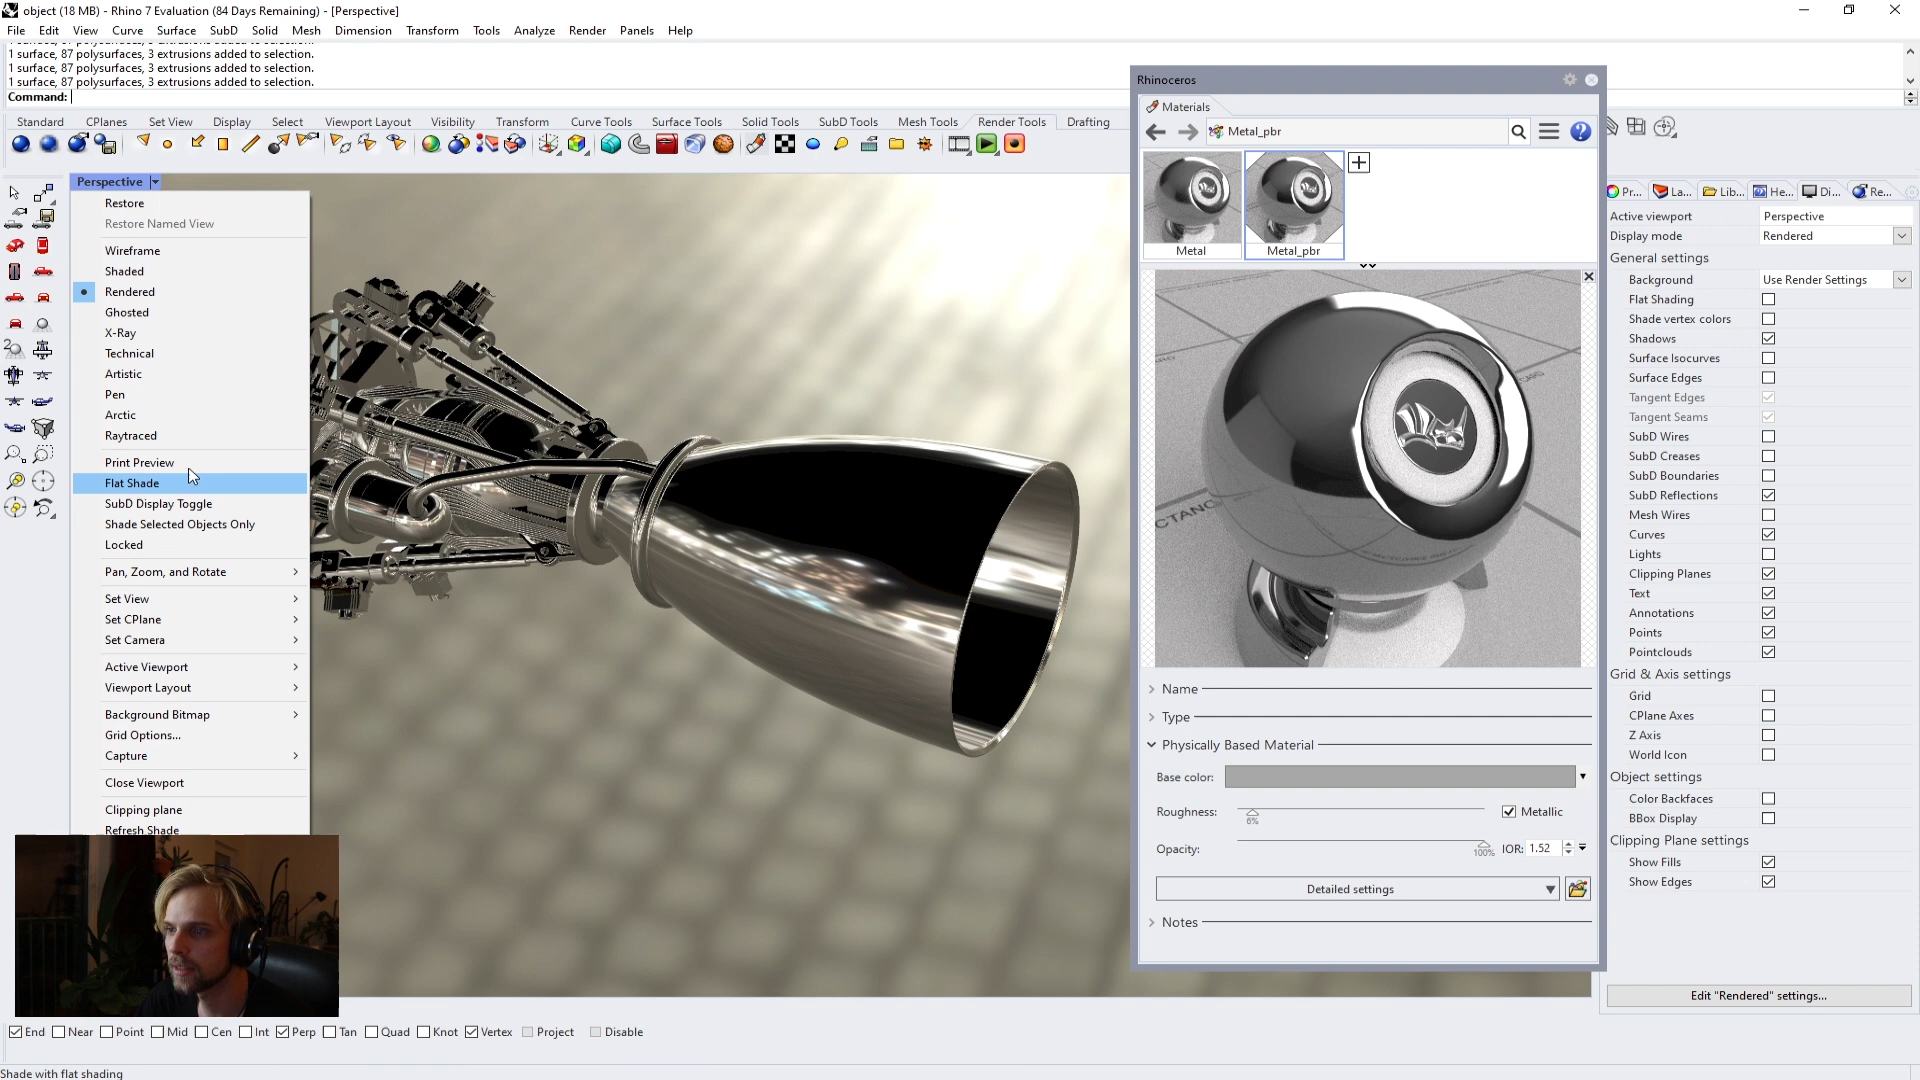 object (18 MB) - Rhino 7 Evaluation (84 Days Remaining) - [Perspective]
File Edit View Curve Surface SubD Solid Mesh Dimension Transform Tools Analyze Render Panels Help
1 surface, 87 polysurfaces, 3 extrusions added to selection.
1 surface, 87 polysurfaces, 3 extrusions added to selection.
1 surface, 87 polysurfaces, 3 extrusions added to selection.
Command:
Standard CPlanes Set View Display Select Viewport Layout Visibility Transform Curve Tools Surface Tools Solid Tools SubD Tools Mesh Tools Render Tools Drafting
Perspective
Restore
Restore Named View
Wireframe
Shaded
Rendered
Ghosted
X-Ray
Technical
Artistic
Pen
Arctic
Raytraced
Print Preview
Flat Shade
SubD Display Toggle
Shade Selected Objects Only
Locked
Pan, Zoom, and Rotate
Set View
Set CPlane
Set Camera
Active Viewport
Viewport Layout
Background Bitmap
Grid Options...
Capture
Close Viewport
Clipping plane
Refresh Shade
Rhinoceros
Materials
Metal_pbr
Metal
Metal_pbr
Name
Type
Physically Based Material
Base color:
Roughness: 6% Metallic
Opacity: 100% IOR: 1.52
Detailed settings
Notes
Pr... La... Lib... He... Di... Re...
Active viewport Perspective
Display mode Rendered
General settings
Background Use Render Settings
Flat Shading
Shade vertex colors
Shadows
Surface Isocurves
Surface Edges
Tangent Edges
Tangent Seams
SubD Wires
SubD Creases
SubD Boundaries
SubD Reflections
Mesh Wires
Curves
Lights
Clipping Planes
Text
Annotations
Points
Pointclouds
Grid & Axis settings
Grid
CPlane Axes
Z Axis
World Icon
Object settings
Color Backfaces
BBox Display
Clipping Plane settings
Show Fills
Show Edges
Edit "Rendered" settings...
End Near Point Mid Cen Int Perp Tan Quad Knot Vertex Project Disable
Shade with flat shading